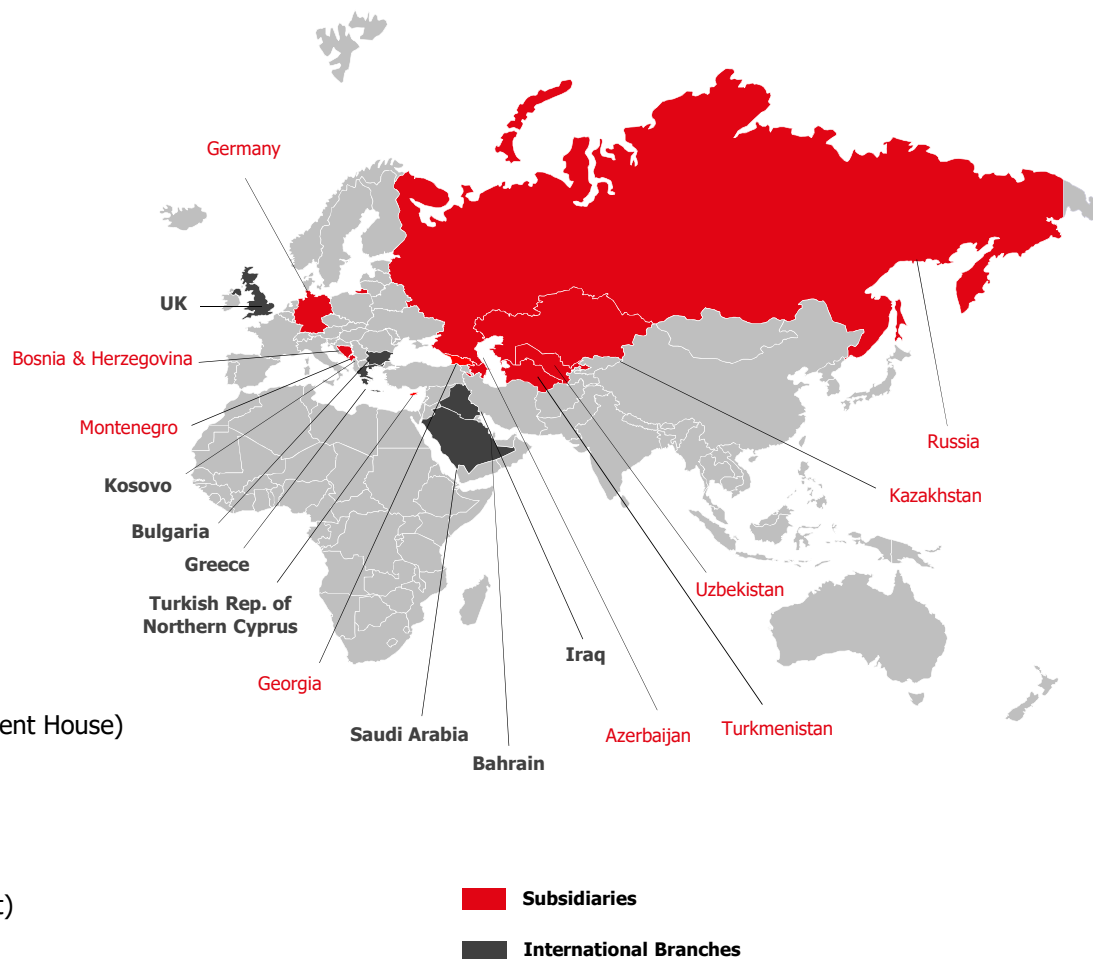 Germany
UK
Bosnia & Herzegovina
Montenegro
Russia
Kosovo
Kazakhstan
Bulgaria
Greece
Uzbekistan
Turkish Rep. of
Northern Cyprus
Iraq
Georgia
ent House)
Saudi Arabia
Azerbaijan
Turkmenistan
Bahrain
Subsidiaries
t)
International Branches